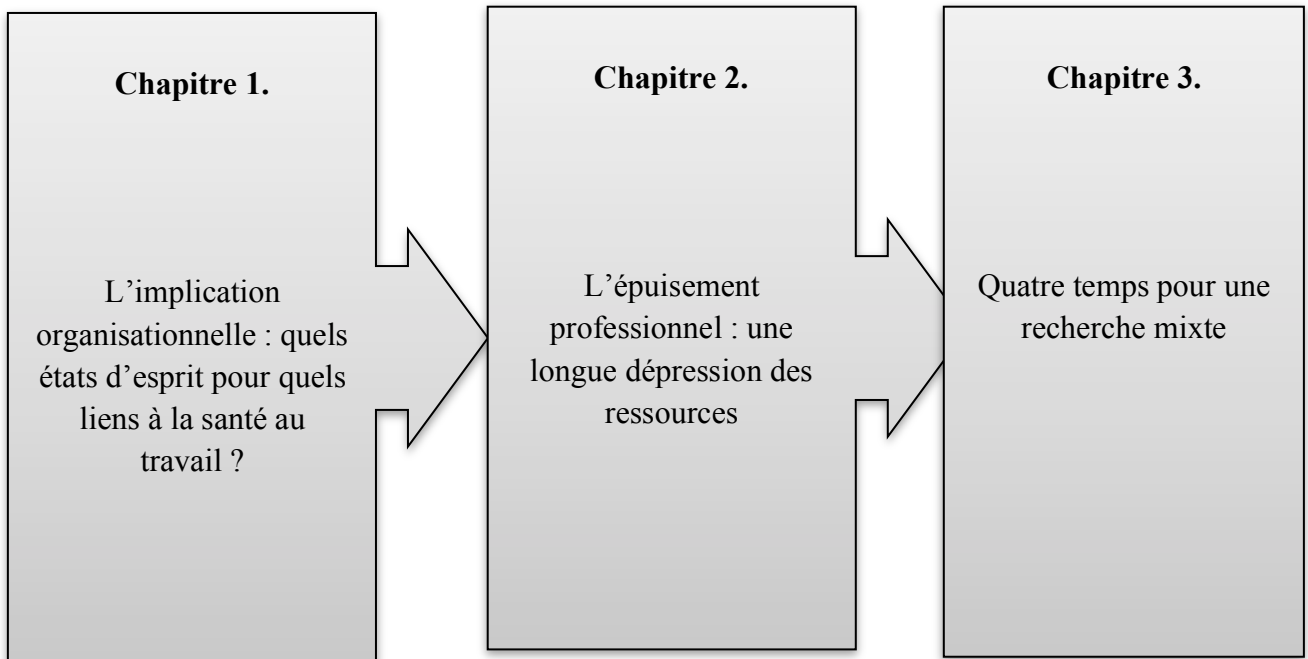 Chapitre 1.
L’implication
organisationnelle : quels
états d’esprit pour quels
liens à la santé au
travail ?
Chapitre 2.
L’épuisement
professionnel : une
longue dépression des
ressources
Chapitre 3.
Quatre temps pour une
recherche mixte